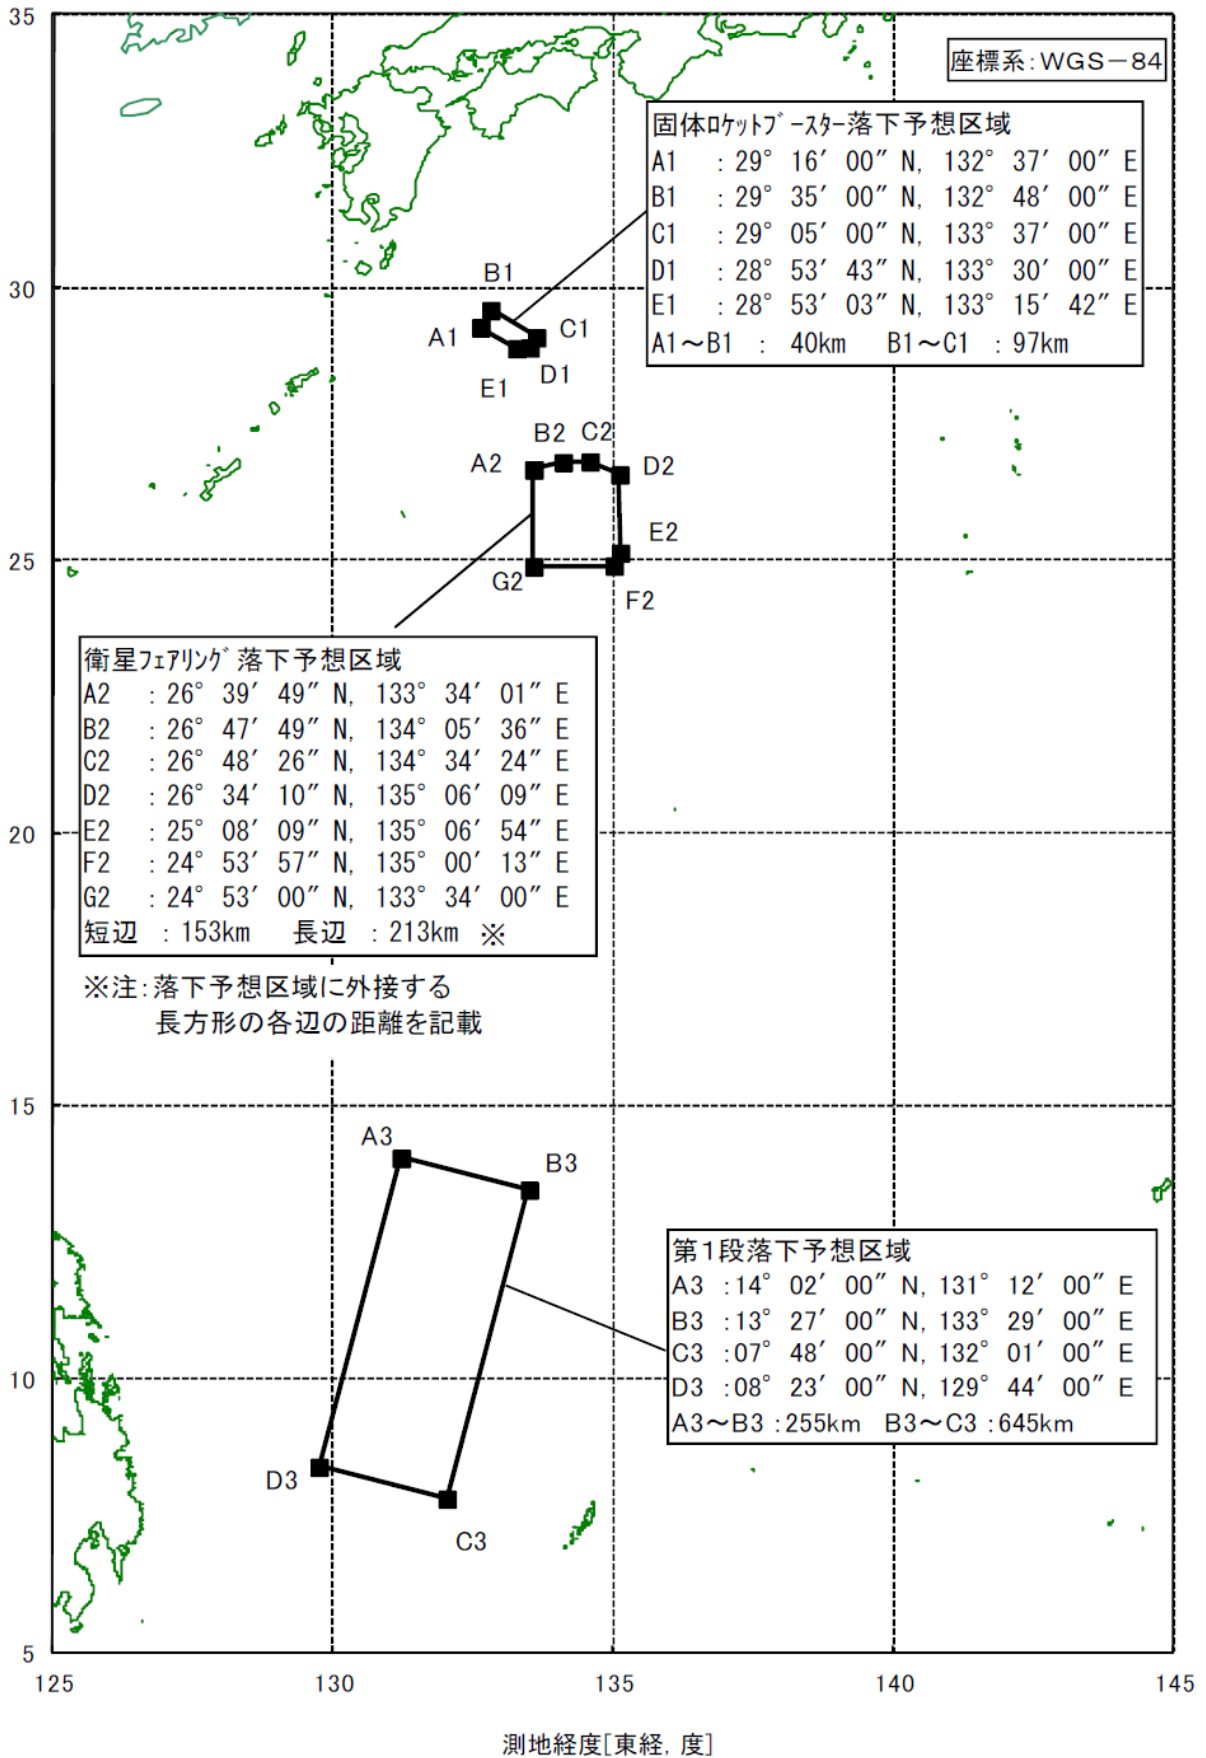 35
座標系:WGS-84
固体ロケットブースター落下予想区域
A1 : 29° 16′ 00″ N, 132° 37′ 00″ E
B1 : 29° 35′ 00″ N, 132° 48′ 00″ E
C1 : 29° 05′ 00″ N, 133° 37′ 00″ E
D1 : 28° 53′ 43″ N, 133° 30′ 00″ E
E1 : 28° 53′ 03″ N, 133° 15′ 42″ E
A1～B1 : 40km B1～C1 : 97km
30
B1
A1
C1
E1
D1
B2
C2
A2
D2
E2
25
G2
F2
衛星フェアリング落下予想区域
A2 : 26° 39′ 49″ N, 133° 34′ 01″ E
B2 : 26° 47′ 49″ N, 134° 05′ 36″ E
C2 : 26° 48′ 26″ N, 134° 34′ 24″ E
D2 : 26° 34′ 10″ N, 135° 06′ 09″ E
E2 : 25° 08′ 09″ N, 135° 06′ 54″ E
F2 : 24° 53′ 57″ N, 135° 00′ 13″ E
G2 : 24° 53′ 00″ N, 133° 34′ 00″ E
短辺 : 153km 長辺 : 213km ※
20
※注:落下予想区域に外接する
長方形の各辺の距離を記載
15
A3
B3
第1段落下予想区域
A3 : 14° 02′ 00″ N, 131° 12′ 00″ E
B3 : 13° 27′ 00″ N, 133° 29′ 00″ E
C3 : 07° 48′ 00″ N, 132° 01′ 00″ E
D3 : 08° 23′ 00″ N, 129° 44′ 00″ E
A3～B3 : 255km B3～C3 : 645km
10
D3
C3
5
125 130 135 140 145
測地経度[東経, 度]